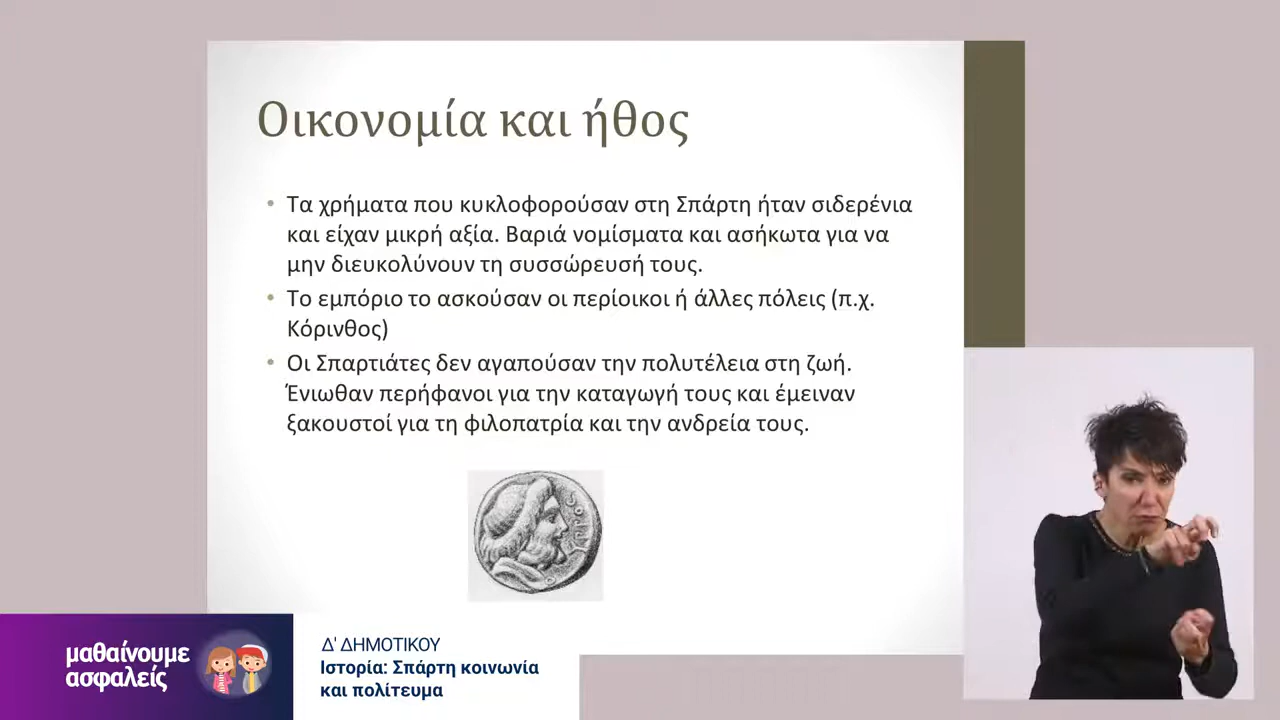 Οικονομία και ήθος
• Τα χρήματα που κυκλοφορούσαν στη Σπάρτη ήταν σιδερένια
και είχαν μικρή αξία. Βαριά νομίσματα και ασήκωτα για να
μην διευκολύνουν τη συσσώρευσή τους.
• Το εμπόριο το ασκούσαν οι περίοικοι ή άλλες πόλεις (π.χ.
Κόρινθος)
• Οι Σπαρτιάτες δεν αγαπούσαν την πολυτέλεια στη ζωή.
Ένιωθαν περήφανοι για την καταγωγή τους και έμειναν
ξακουστοί για τη φιλοπατρία και την ανδρεία τους.
μαθαίνουμε
ασφαλείς
Δ' ΔΗΜΟΤΙΚΟΥ
Ιστορία: Σπάρτη κοινωνία
και πολίτευμα